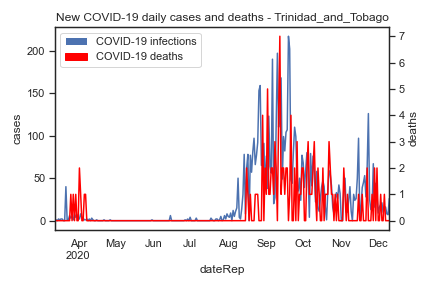 New COVID-19 daily cases and deaths - Trinidad_and_Tobago
COVID-19 infections
COVID-19 deaths
200
150
100
50
0
cases
7
6
5
4
3
2
1
0
deaths
Apr May Jun Jul Aug Sep Oct Nov Dec
2020
dateRep